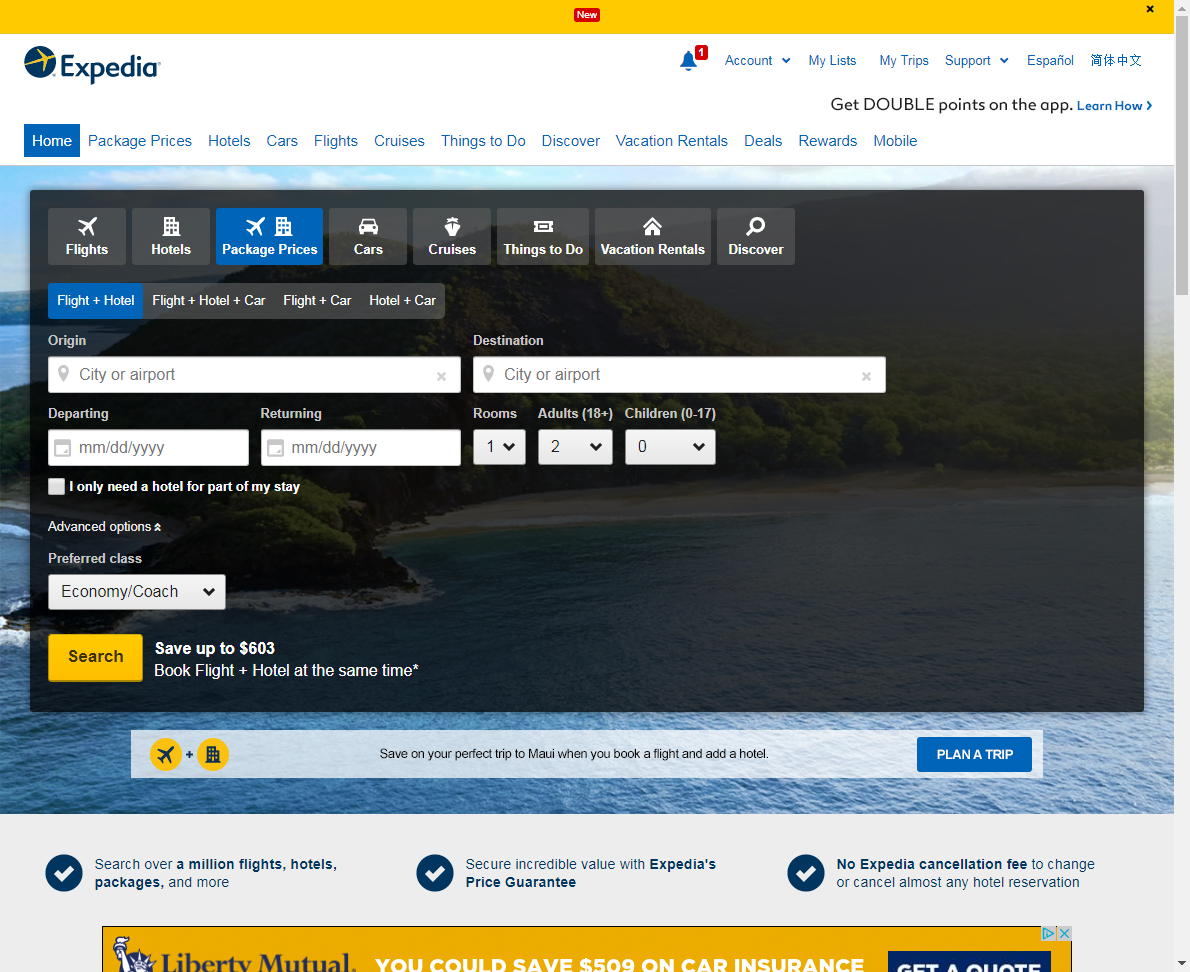 New
Expedia
1
Account
My Lists
My Trips
Support
Español
简体中文
Get DOUBLE points on the app. Learn How
Home
Package Prices
Hotels
Cars
Flights
Cruises
Things to Do
Discover
Vacation Rentals
Deals
Rewards
Mobile
Flights
Hotels
Package Prices
Cars
Cruises
Things to Do
Vacation Rentals
Discover
Flight + Hotel
Flight + Hotel + Car
Flight + Car
Hotel + Car
Origin
Destination
City or airport
City or airport
Departing
Returning
Rooms
Adults (18+)
Children (0-17)
mm/dd/yyyy
mm/dd/yyyy
1
2
0
I only need a hotel for part of my stay
Advanced options
Preferred class
Economy/Coach
Search
Save up to $603
Book Flight + Hotel at the same time*
Save on your perfect trip to Maui when you book a flight and add a hotel.
PLAN A TRIP
Search over a million flights, hotels,
packages, and more
Secure incredible value with Expedia's
Price Guarantee
No Expedia cancellation fee to change
or cancel almost any hotel reservation
Liberty Mutual.
YOU COULD SAVE $509 ON CAR INSURANCE
GET A QUOTE